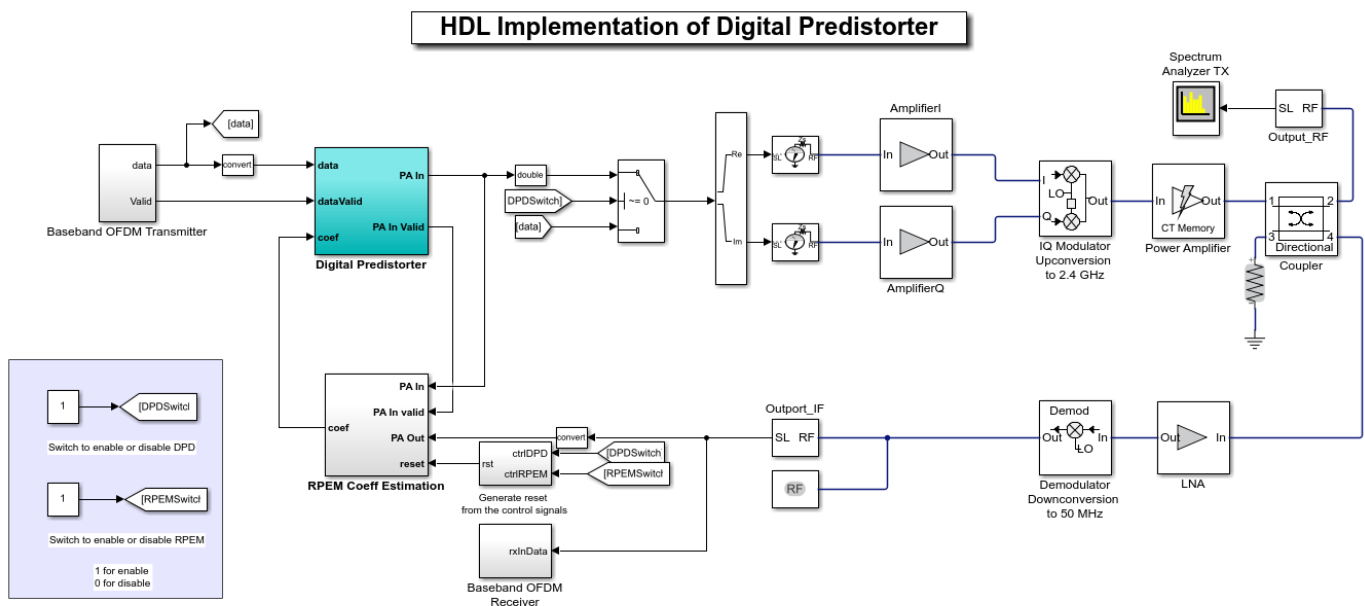 HDL Implementation of Digital Predistorter
Spectrum
Analyzer TX
SL RF
Output_RF
[data]
data
Valid
Baseband OFDM Transmitter
convert
data
dataValid
coef
PA In
PA In Valid
Digital Predistorter
double
DPDSwitch]
[data]
~= 0
Re
Im
SL RF
SL RF
AmplifierI
In Out
In Out
AmplifierQ
I
LO
Q
Out
IQ Modulator
Upconversion
to 2.4 GHz
In Out
CT Memory
Power Amplifier
1 2
3 4
Directional
Coupler
1
[DPDSwitcl
Switch to enable or disable DPD
1
[RPEMSwitcl
Switch to enable or disable RPEM
1 for enable
0 for disable
PA In
PA In valid
coef
PA Out
reset
RPEM Coeff Estimation
convert
ctrlDPD
rst
ctrlRPEM
Generate reset
from the control signals
[DPDSwitch
[RPEMSwitcl
rxInData
Baseband OFDM
Receiver
Outport_IF
SL RF
RF
Demod
Out In
LO
Demodulator
Downconversion
to 50 MHz
Out In
LNA